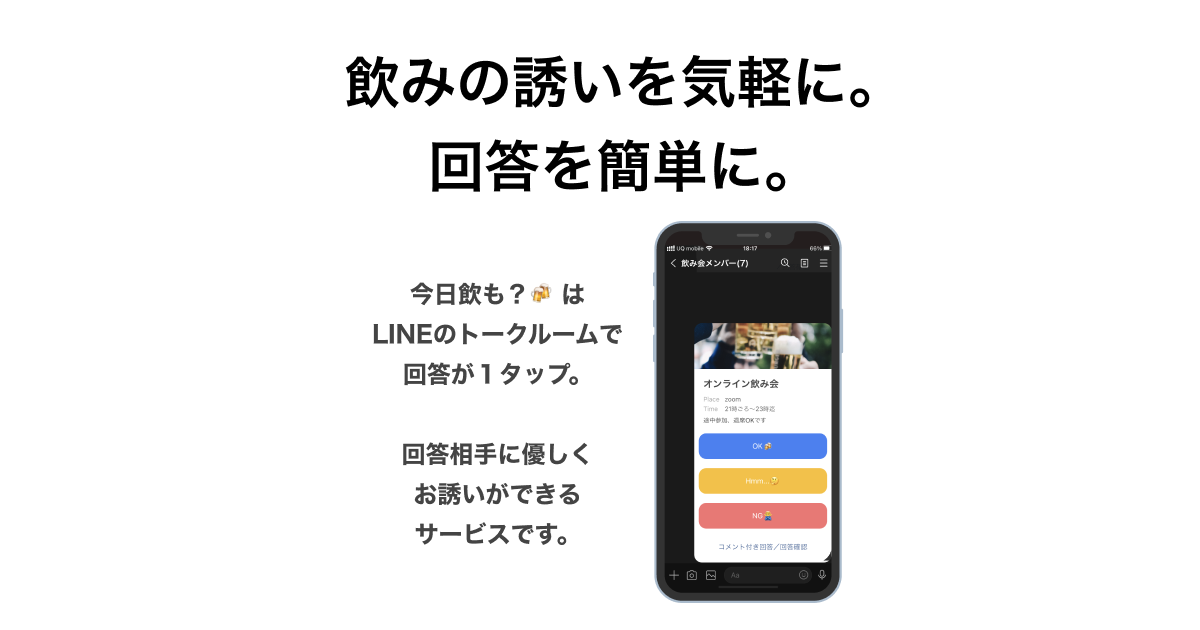 飲みの誘いを気軽に。
回答を簡単に。
今日飲も？🍻 は
LINEのトークルームで
回答が１タップ。
回答相手に優しく
お誘いができる
サービスです。
UQ mobile 18:17 66%
飲み会メンバー(7)
オンライン飲み会
Place zoom
Time 21時ごろ〜23時迄
途中参加、退席OKです
OK🍻
Hmm...🤔
NG🙅
コメント付き回答／回答確認
Aa